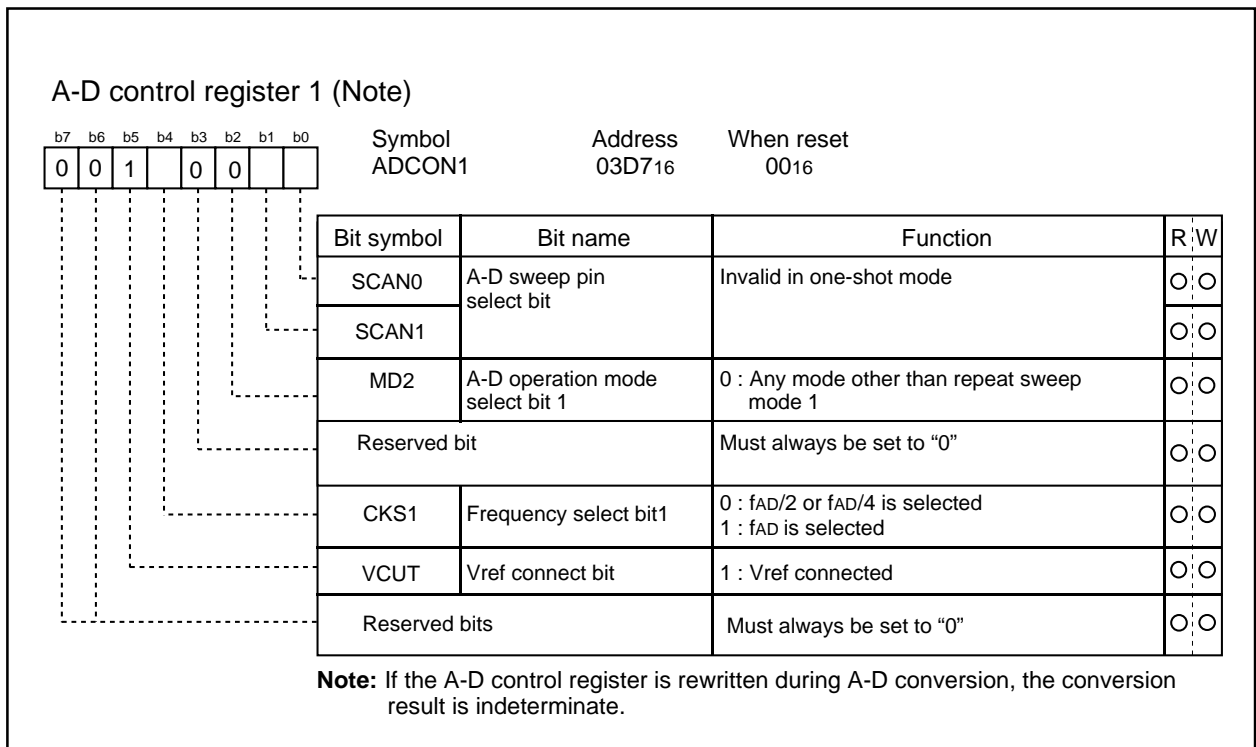 A-D control register 1 (Note)
b7 b6 b5 b4 b3 b2 b1 b0
Symbol Address When reset
0 0 1 0 0
ADCON1 03D716 0016
Bit symbol Bit name Function R W
SCAN0 A-D sweep pin select bit Invalid in one-shot mode
SCAN1
MD2 A-D operation mode select bit 1 0 : Any mode other than repeat sweep mode 1
Reserved bit Must always be set to “0”
CKS1 Frequency select bit1 0 : fAD/2 or fAD/4 is selected
1 : fAD is selected
VCUT Vref connect bit 1 : Vref connected
Reserved bits Must always be set to “0”
Note: If the A-D control register is rewritten during A-D conversion, the conversion
result is indeterminate.